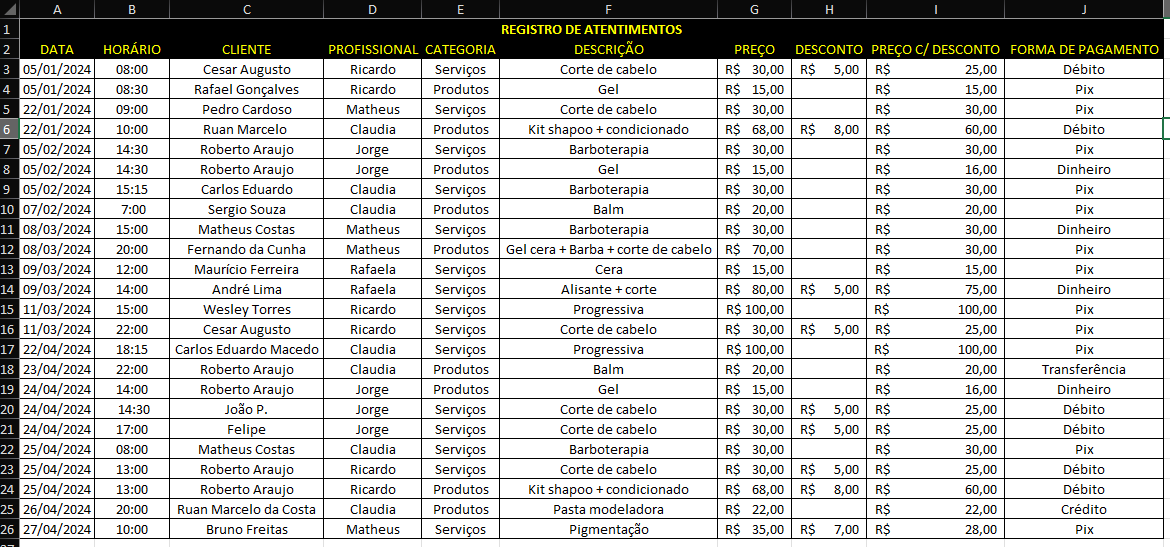 A B C D E F G H I J
1 REGISTRO DE ATENTIMENTOS
2 DATA HORÁRIO CLIENTE PROFISSIONAL CATEGORIA DESCRIÇÃO PREÇO DESCONTO PREÇO C/ DESCONTO FORMA DE PAGAMENTO
3 05/01/2024 08:00 Cesar Augusto Ricardo Serviços Corte de cabelo R$ 30,00 R$ 5,00 R$ 25,00 Débito
4 05/01/2024 08:30 Rafael Gonçalves Ricardo Produtos Gel R$ 15,00 R$ 15,00 Pix
5 22/01/2024 09:00 Pedro Cardoso Matheus Serviços Corte de cabelo R$ 30,00 R$ 30,00 Pix
6 22/01/2024 10:00 Ruan Marcelo Claudia Produtos Kit shapoo + condicionado R$ 68,00 R$ 8,00 R$ 60,00 Débito
7 05/02/2024 14:30 Roberto Araujo Jorge Serviços Barboterapia R$ 30,00 R$ 30,00 Pix
8 05/02/2024 14:30 Roberto Araujo Jorge Produtos Gel R$ 15,00 R$ 16,00 Dinheiro
9 05/02/2024 15:15 Carlos Eduardo Claudia Serviços Barboterapia R$ 30,00 R$ 30,00 Pix
10 07/02/2024 7:00 Sergio Souza Claudia Produtos Balm R$ 20,00 R$ 20,00 Pix
11 08/03/2024 15:00 Matheus Costas Matheus Serviços Barboterapia R$ 30,00 R$ 30,00 Dinheiro
12 08/03/2024 20:00 Fernando da Cunha Matheus Produtos Gel cera + Barba + corte de cabelo R$ 70,00 R$ 30,00 Pix
13 09/03/2024 12:00 Maurício Ferreira Rafaela Serviços Cera R$ 15,00 R$ 15,00 Pix
14 09/03/2024 14:00 André Lima Rafaela Serviços Alisante + corte R$ 80,00 R$ 5,00 R$ 75,00 Dinheiro
15 11/03/2024 15:00 Wesley Torres Ricardo Serviços Progressiva R$ 100,00 R$ 100,00 Pix
16 11/03/2024 22:00 Cesar Augusto Ricardo Serviços Corte de cabelo R$ 30,00 R$ 5,00 R$ 25,00 Pix
17 22/04/2024 18:15 Carlos Eduardo Macedo Claudia Serviços Progressiva R$ 100,00 R$ 100,00 Pix
18 23/04/2024 22:00 Roberto Araujo Claudia Produtos Balm R$ 20,00 R$ 20,00 Transferência
19 24/04/2024 14:00 Roberto Araujo Jorge Produtos Gel R$ 15,00 R$ 16,00 Dinheiro
20 24/04/2024 14:30 João P. Jorge Serviços Corte de cabelo R$ 30,00 R$ 5,00 R$ 25,00 Débito
21 24/04/2024 17:00 Felipe Jorge Serviços Corte de cabelo R$ 30,00 R$ 5,00 R$ 25,00 Débito
22 25/04/2024 08:00 Matheus Costas Claudia Serviços Barboterapia R$ 30,00 R$ 30,00 Pix
23 25/04/2024 13:00 Roberto Araujo Ricardo Serviços Corte de cabelo R$ 30,00 R$ 5,00 R$ 25,00 Débito
24 25/04/2024 13:00 Roberto Araujo Ricardo Produtos Kit shapoo + condicionado R$ 68,00 R$ 8,00 R$ 60,00 Débito
25 26/04/2024 20:00 Ruan Marcelo da Costa Claudia Produtos Pasta modeladora R$ 22,00 R$ 22,00 Crédito
26 27/04/2024 10:00 Bruno Freitas Matheus Serviços Pigmentação R$ 35,00 R$ 7,00 R$ 28,00 Pix